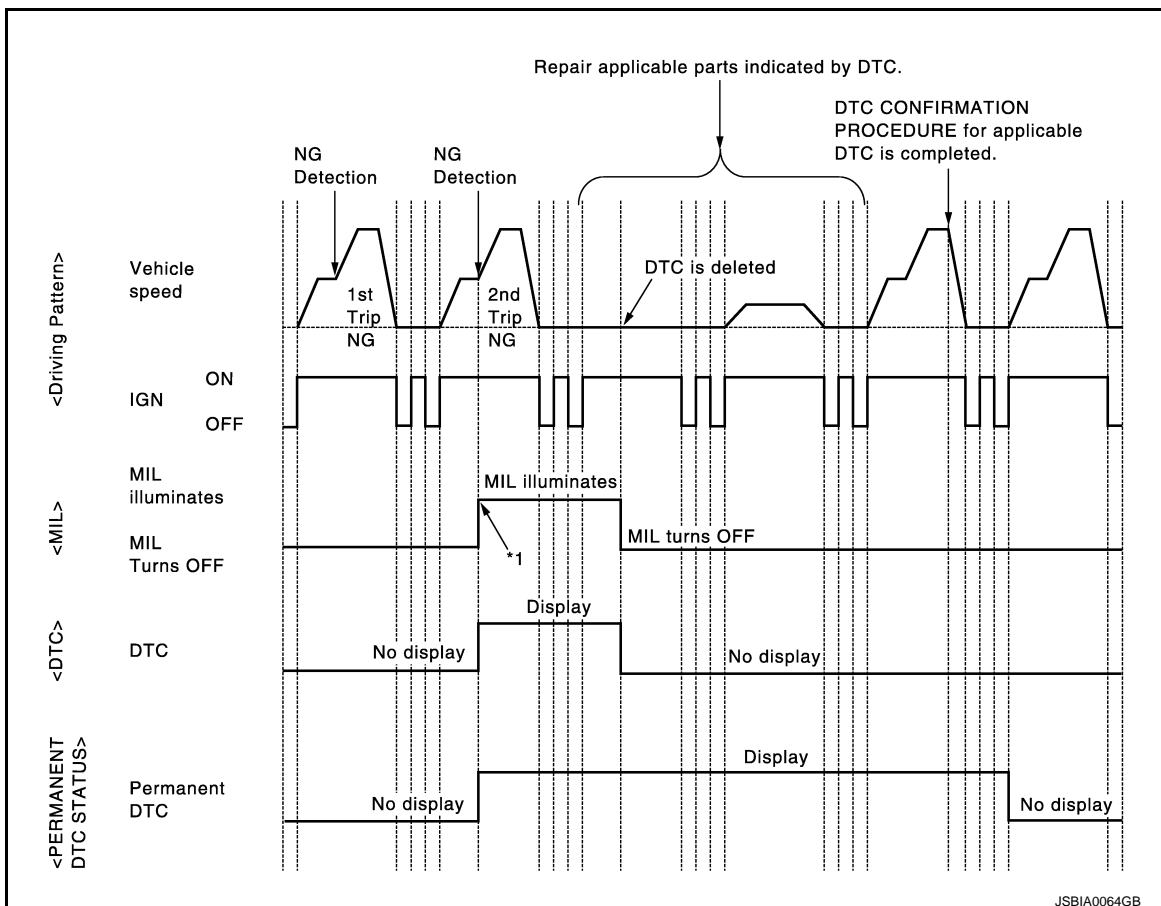 Repair applicable parts indicated by DTC.
DTC CONFIRMATION
PROCEDURE for applicable
DTC is completed.
NG
Detection
NG
Detection
<Driving Pattern>
Vehicle
speed
1st
Trip
NG
2nd
Trip
NG
DTC is deleted
IGN
ON
OFF
<MIL>
MIL
illuminates
MIL
Turns OFF
MIL illuminates
*1
MIL turns OFF
<DTC>
DTC
No display
Display
No display
<PERMANENT
DTC STATUS>
Permanent
DTC
No display
Display
No display
JSBIA0064GB